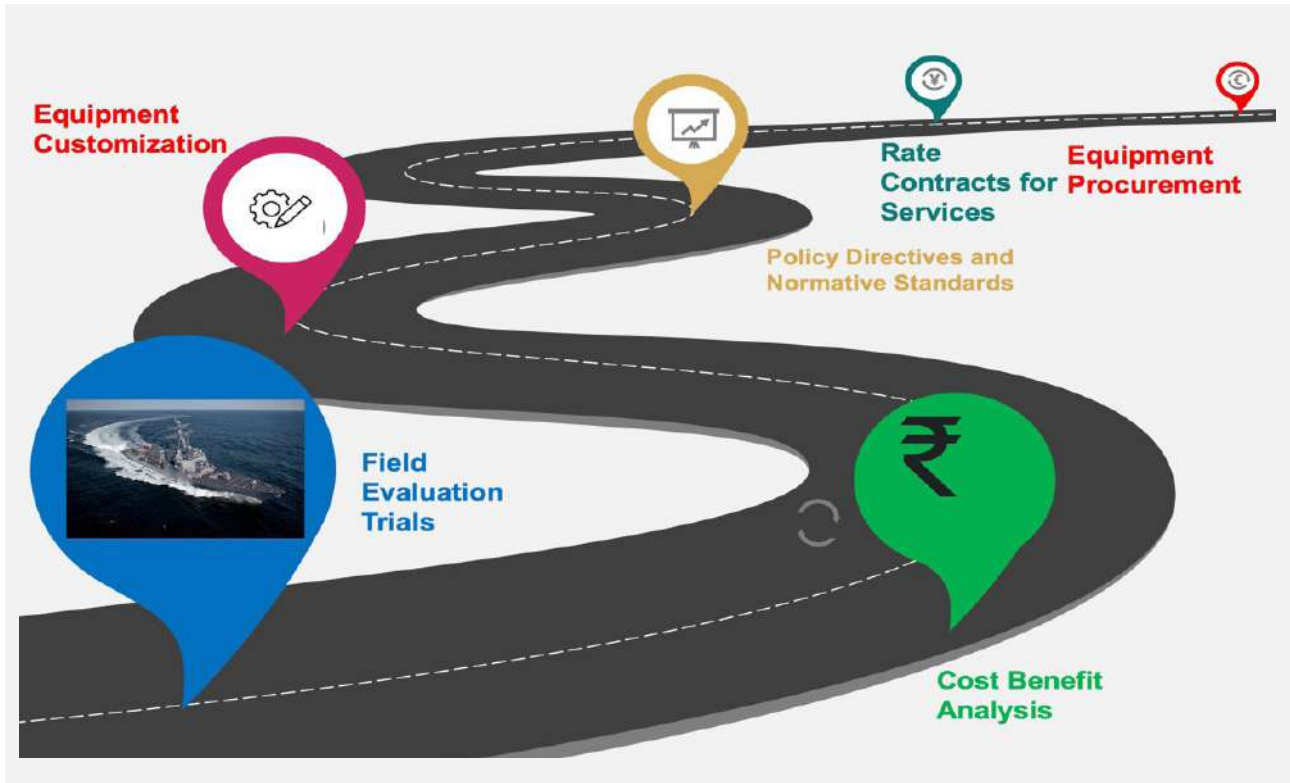 Equipment
Customization
Rate
Contracts for
Services
Equipment
Procurement
Policy Directives and
Normative Standards
Field
Evaluation
Trials
₹
Cost Benefit
Analysis